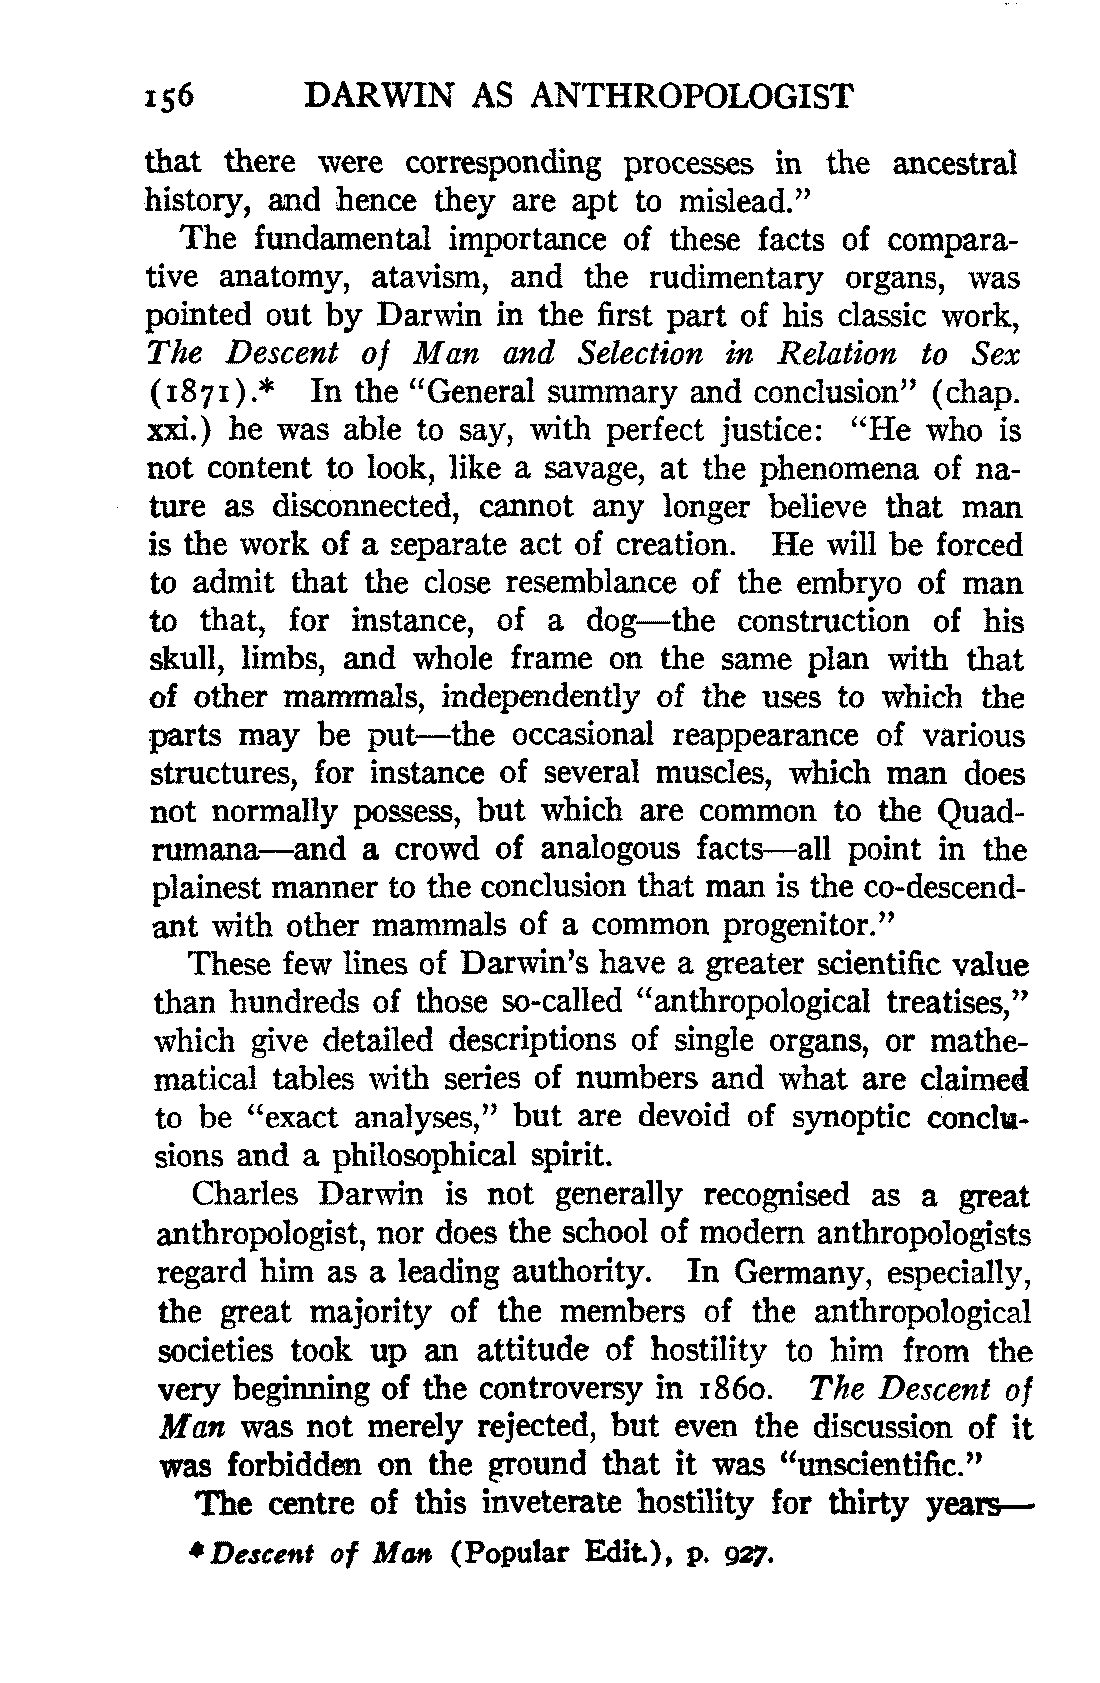 156 DARWIN AS ANTHROPOLOGIST
that there were corresponding processes in the ancestral
history, and hence they are apt to mislead.”
The fundamental importance of these facts of compara-
tive anatomy, atavism, and the rudimentary organs, was
pointed out by Darwin in the first part of his classic work,
The Descent of Man and Selection in Relation to Sex
(1871).* In the “General summary and conclusion” (chap.
xxi.) he was able to say, with perfect justice: “He who is
not content to look, like a savage, at the phenomena of na-
ture as disconnected, cannot any longer believe that man
is the work of a separate act of creation. He will be forced
to admit that the close resemblance of the embryo of man
to that, for instance, of a dog—the construction of his
skull, limbs, and whole frame on the same plan with that
of other mammals, independently of the uses to which the
parts may be put—the occasional reappearance of various
structures, for instance of several muscles, which man does
not normally possess, but which are common to the Quad-
rumana—and a crowd of analogous facts—all point in the
plainest manner to the conclusion that man is the co-descend-
ant with other mammals of a common progenitor.”
These few lines of Darwin's have a greater scientific value
than hundreds of those so-called “anthropological treatises,”
which give detailed descriptions of single organs, or mathe-
matical tables with series of numbers and what are claimed
to be “exact analyses,” but are devoid of synoptic conclu-
sions and a philosophical spirit.
Charles Darwin is not generally recognised as a great
anthropologist, nor does the school of modern anthropologists
regard him as a leading authority. In Germany, especially,
the great majority of the members of the anthropological
societies took up an attitude of hostility to him from the
very beginning of the controversy in 1860. The Descent of
Man was not merely rejected, but even the discussion of it
was forbidden on the ground that it was “unscientific.”
The centre of this inveterate hostility for thirty years—
* Descent of Man (Popular Edit.), p. 927.